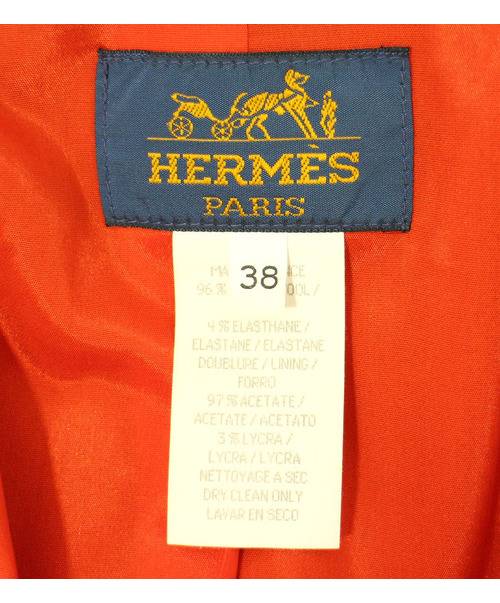 HERMÈS
PARIS
38
96%
4% ELASTHANE /
ELASTANE / ELASTANE
DOUBLURE / LINING /
FORRO
97% ACETATE /
ACETATE / ACETATO
3% LYCRA /
LYCRA / LYCRA
NETTOYAGE A SEC
DRY CLEAN ONLY
LAVAR EN SECO